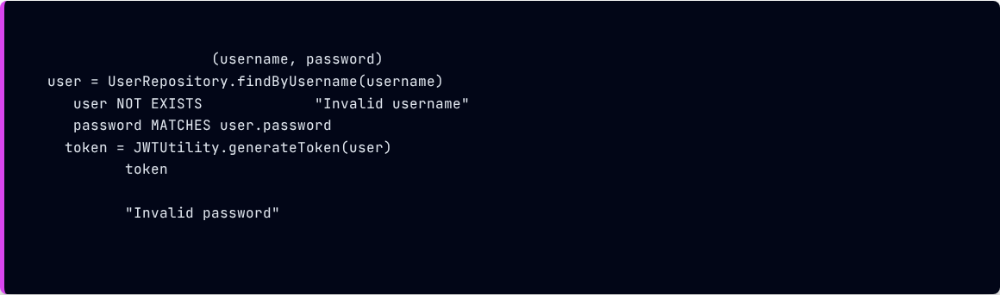 (username, password)
user = UserRepository.findByUsername(username)
user NOT EXISTS "Invalid username"
password MATCHES user.password
token = JWTUtility.generateToken(user)
token
"Invalid password"